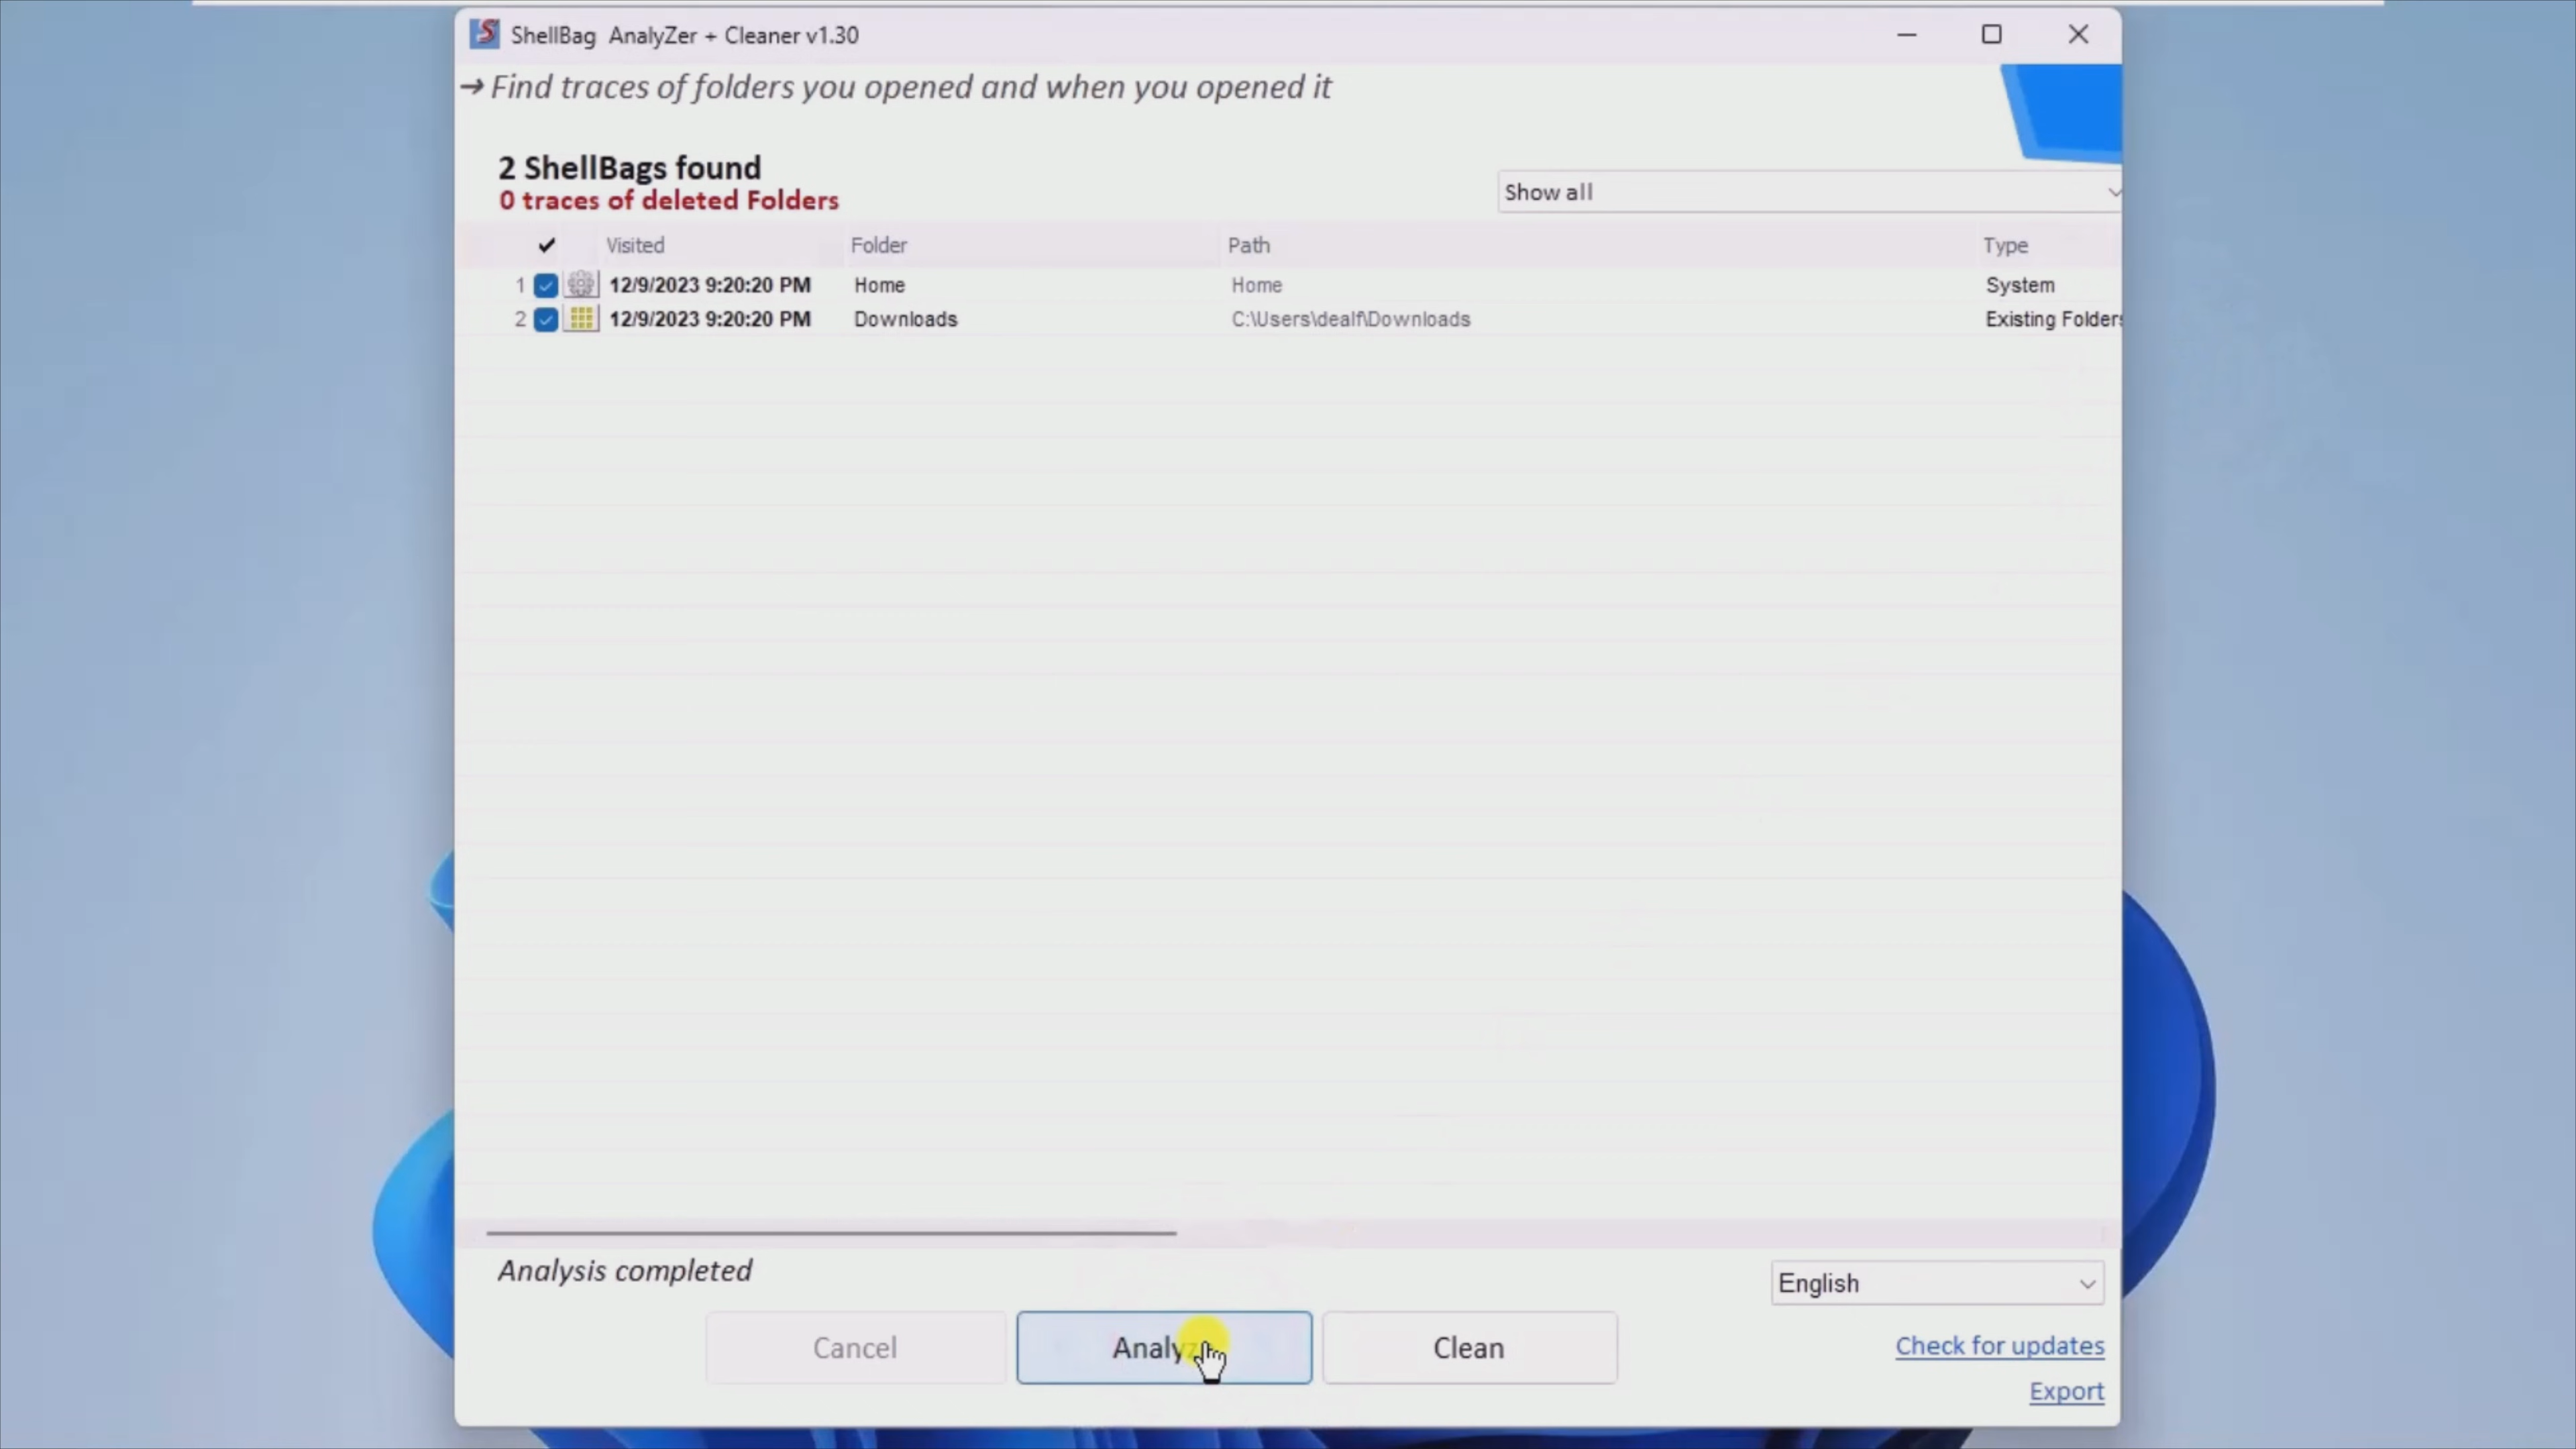 ShellBag AnalyZer + Cleaner v1.30
→ Find traces of folders you opened and when you opened it
2 ShellBags found
0 traces of deleted Folders
Show all
Visited Folder Path Type
1 12/9/2023 9:20:20 PM Home Home System
2 12/9/2023 9:20:20 PM Downloads C:\Users\dealf\Downloads Existing Folders
Analysis completed
English
Cancel Analyze Clean
Check for updates
Export